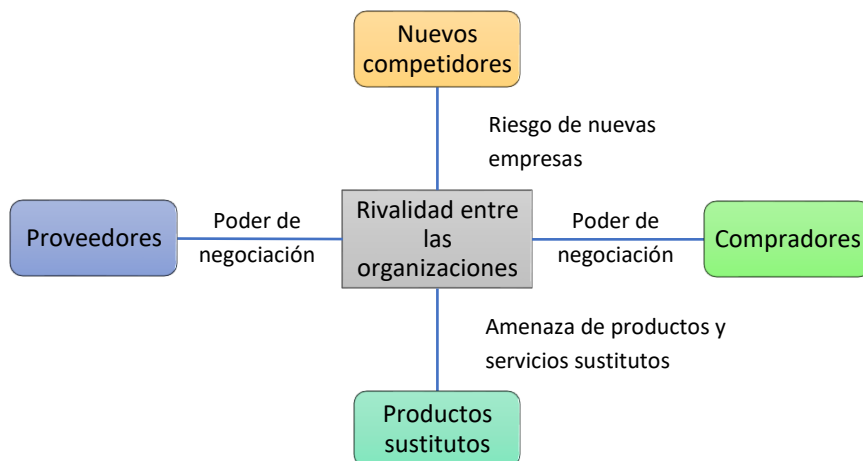 Nuevos
competidores
Riesgo de nuevas
empresas
Proveedores
Poder de
negociación
Rivalidad entre
las
organizaciones
Poder de
negociación
Compradores
Amenaza de productos y
servicios sustitutos
Productos
sustitutos